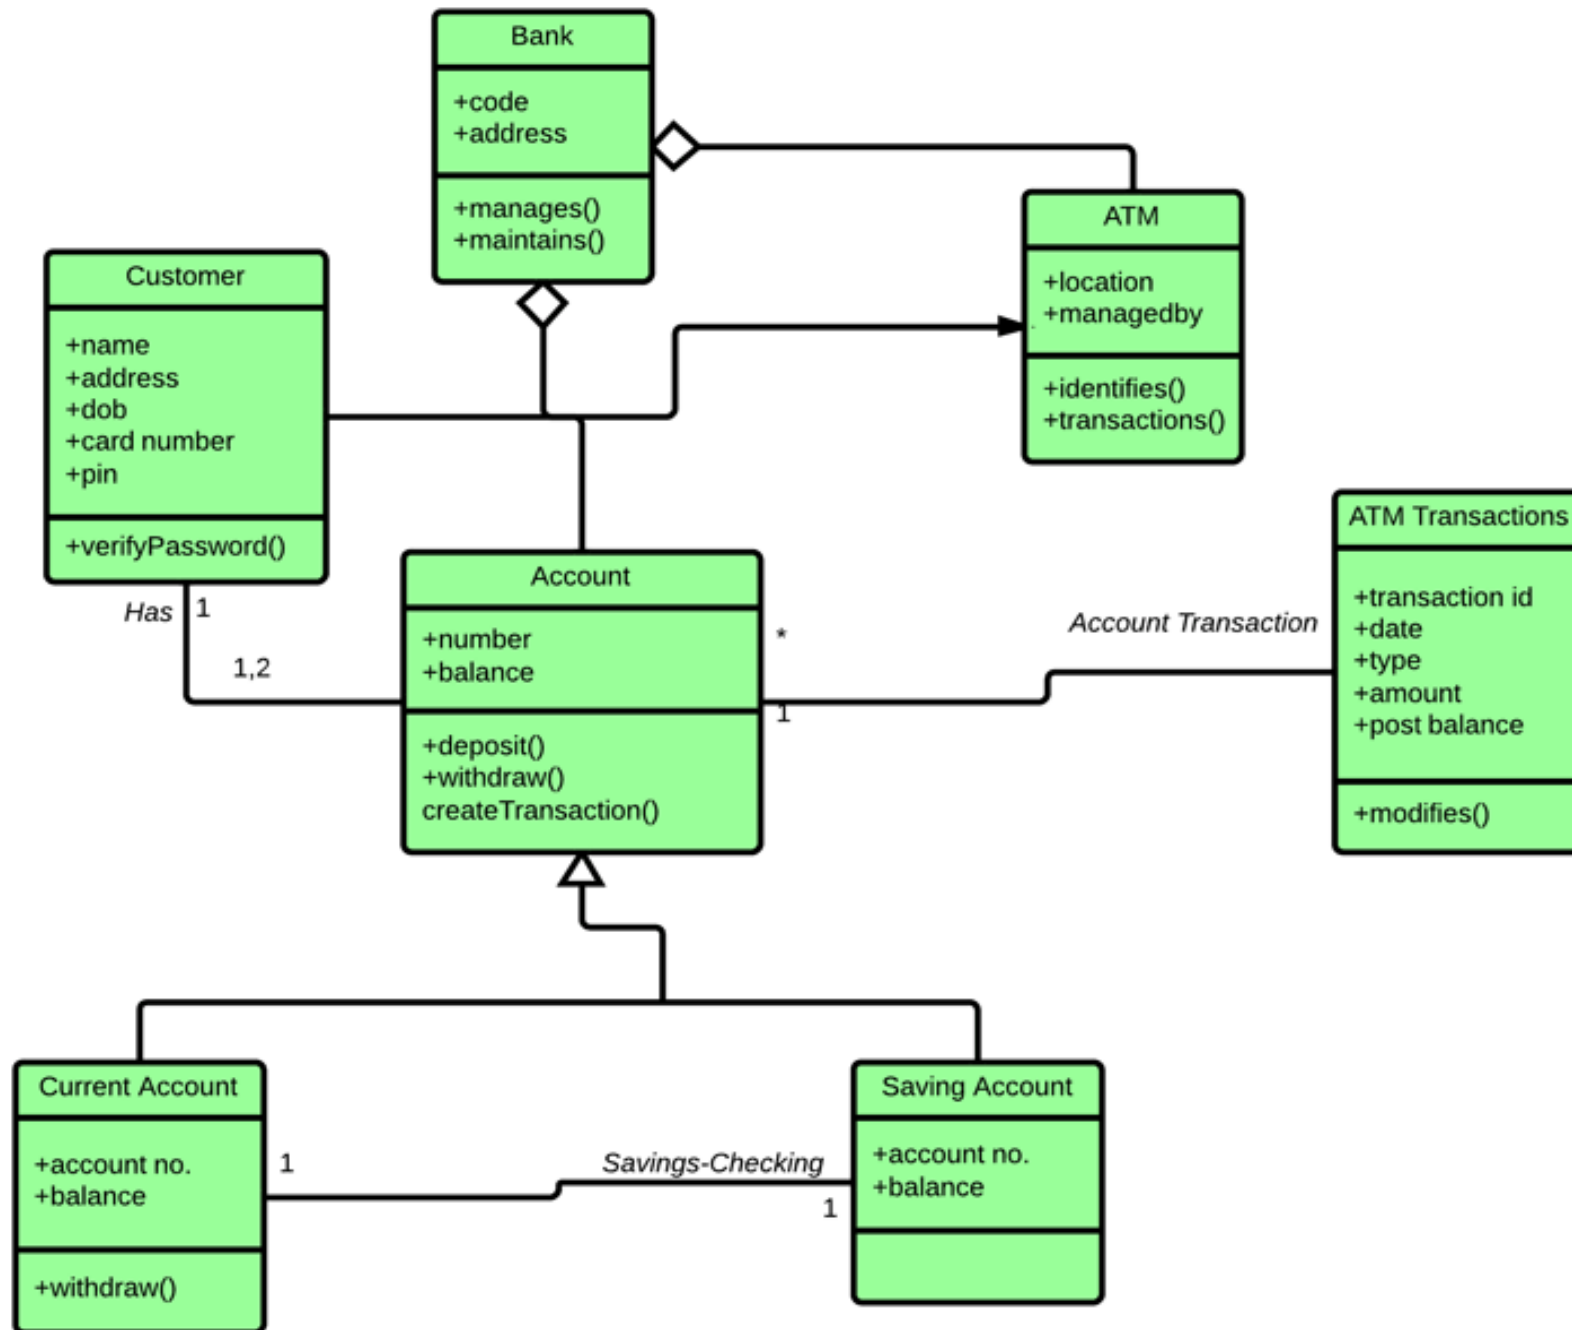 Bank
+code
+address
+manages()
+maintains()
ATM
+location
+managedby
+identifies()
+transactions()
Customer
+name
+address
+dob
+card number
+pin
+verifyPassword()
Has
1
1,2
Account
+number
+balance
+deposit()
+withdraw()
createTransaction()
*
1
Account Transaction
ATM Transactions
+transaction id
+date
+type
+amount
+post balance
+modifies()
Current Account
+account no.
+balance
+withdraw()
1
Savings-Checking
1
Saving Account
+account no.
+balance